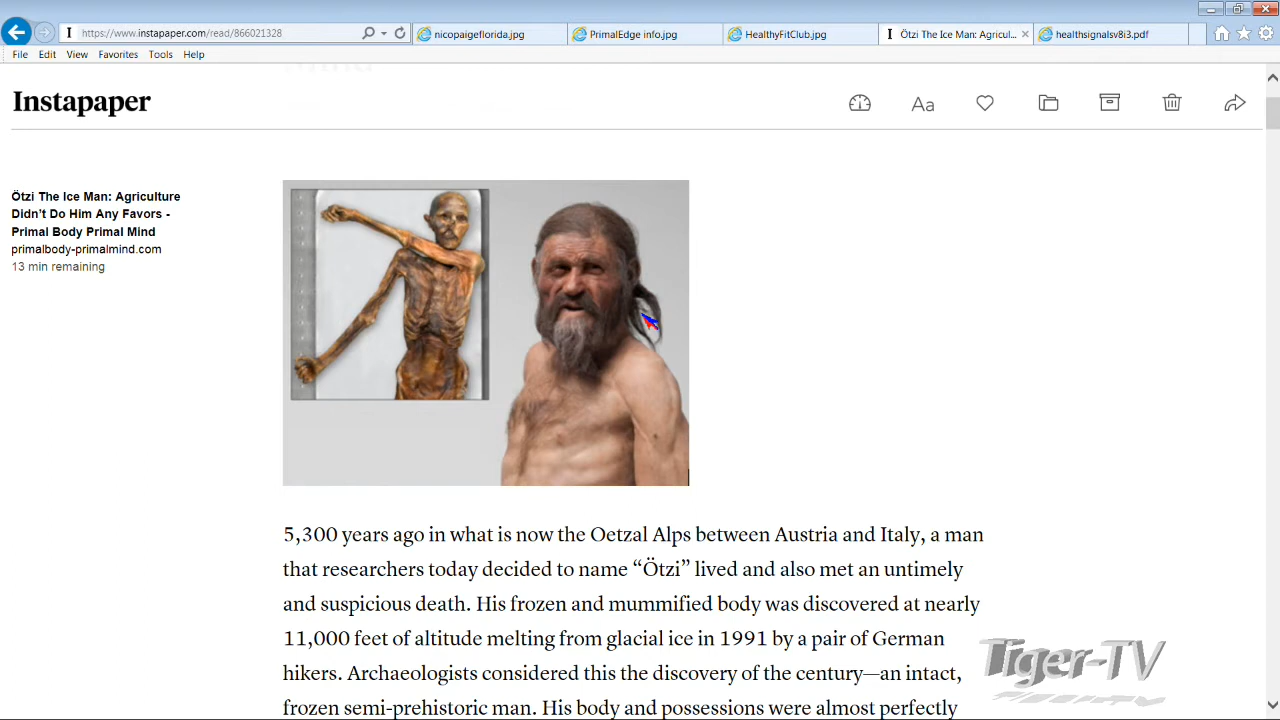 https://www.instapaper.com/read/866021328
nicopaigeflorida.jpg
PrimalEdge info.jpg
HealthyFitClub.jpg
Ötzi The Ice Man: Agricul...
healthsignalsv8i3.pdf
File Edit View Favorites Tools Help
Instapaper
Aa
Ötzi The Ice Man: Agriculture
Didn’t Do Him Any Favors -
Primal Body Primal Mind
primalbody-primalmind.com
13 min remaining
5,300 years ago in what is now the Oetzal Alps between Austria and Italy, a man
that researchers today decided to name “Ötzi” lived and also met an untimely
and suspicious death. His frozen and mummified body was discovered at nearly
11,000 feet of altitude melting from glacial ice in 1991 by a pair of German
hikers. Archaeologists considered this the discovery of the century—an intact,
frozen semi-prehistoric man. His body and possessions were almost perfectly
Tiger-TV